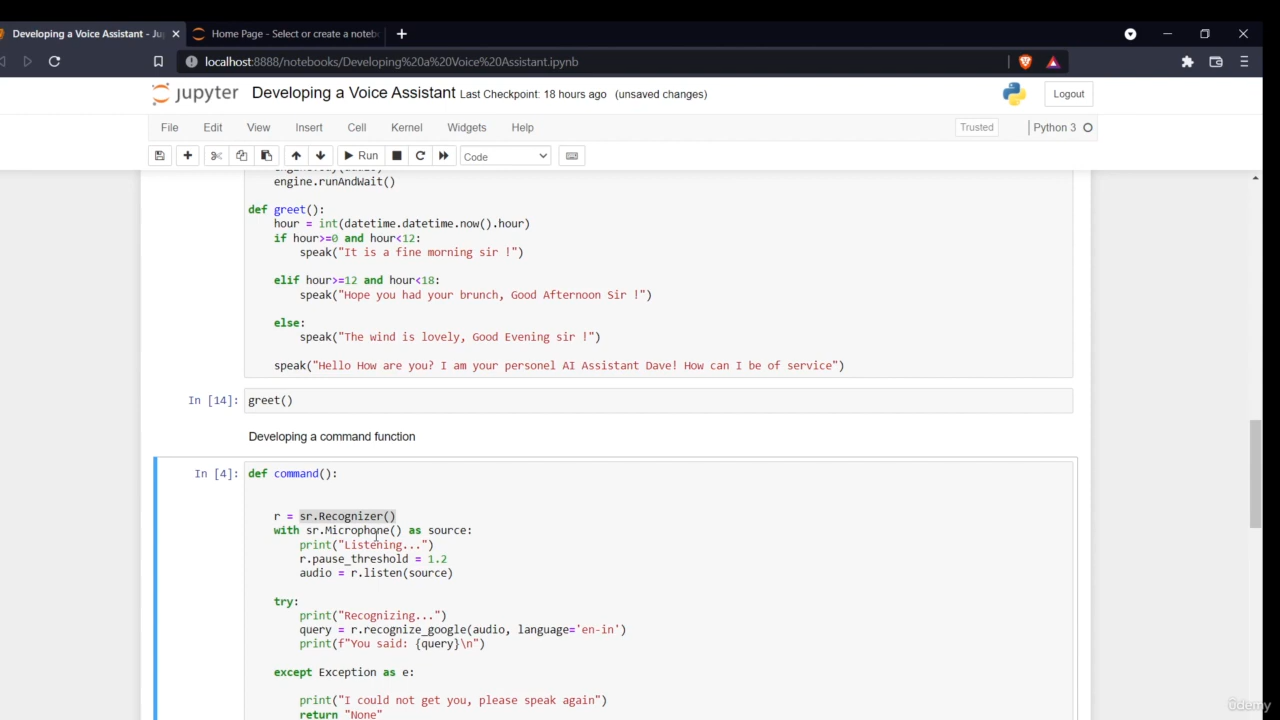 Developing a Voice Assistant - Ju
Home Page - Select or create a noteb
localhost:8888/notebooks/Developing%20a%20Voice%20Assistant.ipynb
jupyter Developing a Voice Assistant Last Checkpoint: 18 hours ago (unsaved changes)
Logout
File Edit View Insert Cell Kernel Widgets Help
Trusted
Python 3
Run
Code
engine.runAndWait()
def greet():
hour = int(datetime.datetime.now().hour)
if hour>=0 and hour<12:
speak("It is a fine morning sir !")
elif hour>=12 and hour<18:
speak("Hope you had your brunch, Good Afternoon Sir !")
else:
speak("The wind is lovely, Good Evening sir !")
speak("Hello How are you? I am your personel AI Assistant Dave! How can I be of service")
In [14]: greet()
Developing a command function
In [4]: def command():
r = sr.Recognizer()
with sr.Microphone() as source:
print("Listening...")
r.pause_threshold = 1.2
audio = r.listen(source)
try:
print("Recognizing...")
query = r.recognize_google(audio, language='en-in')
print(f"You said: {query}\n")
except Exception as e:
print("I could not get you, please speak again")
return "None"
ûdemy